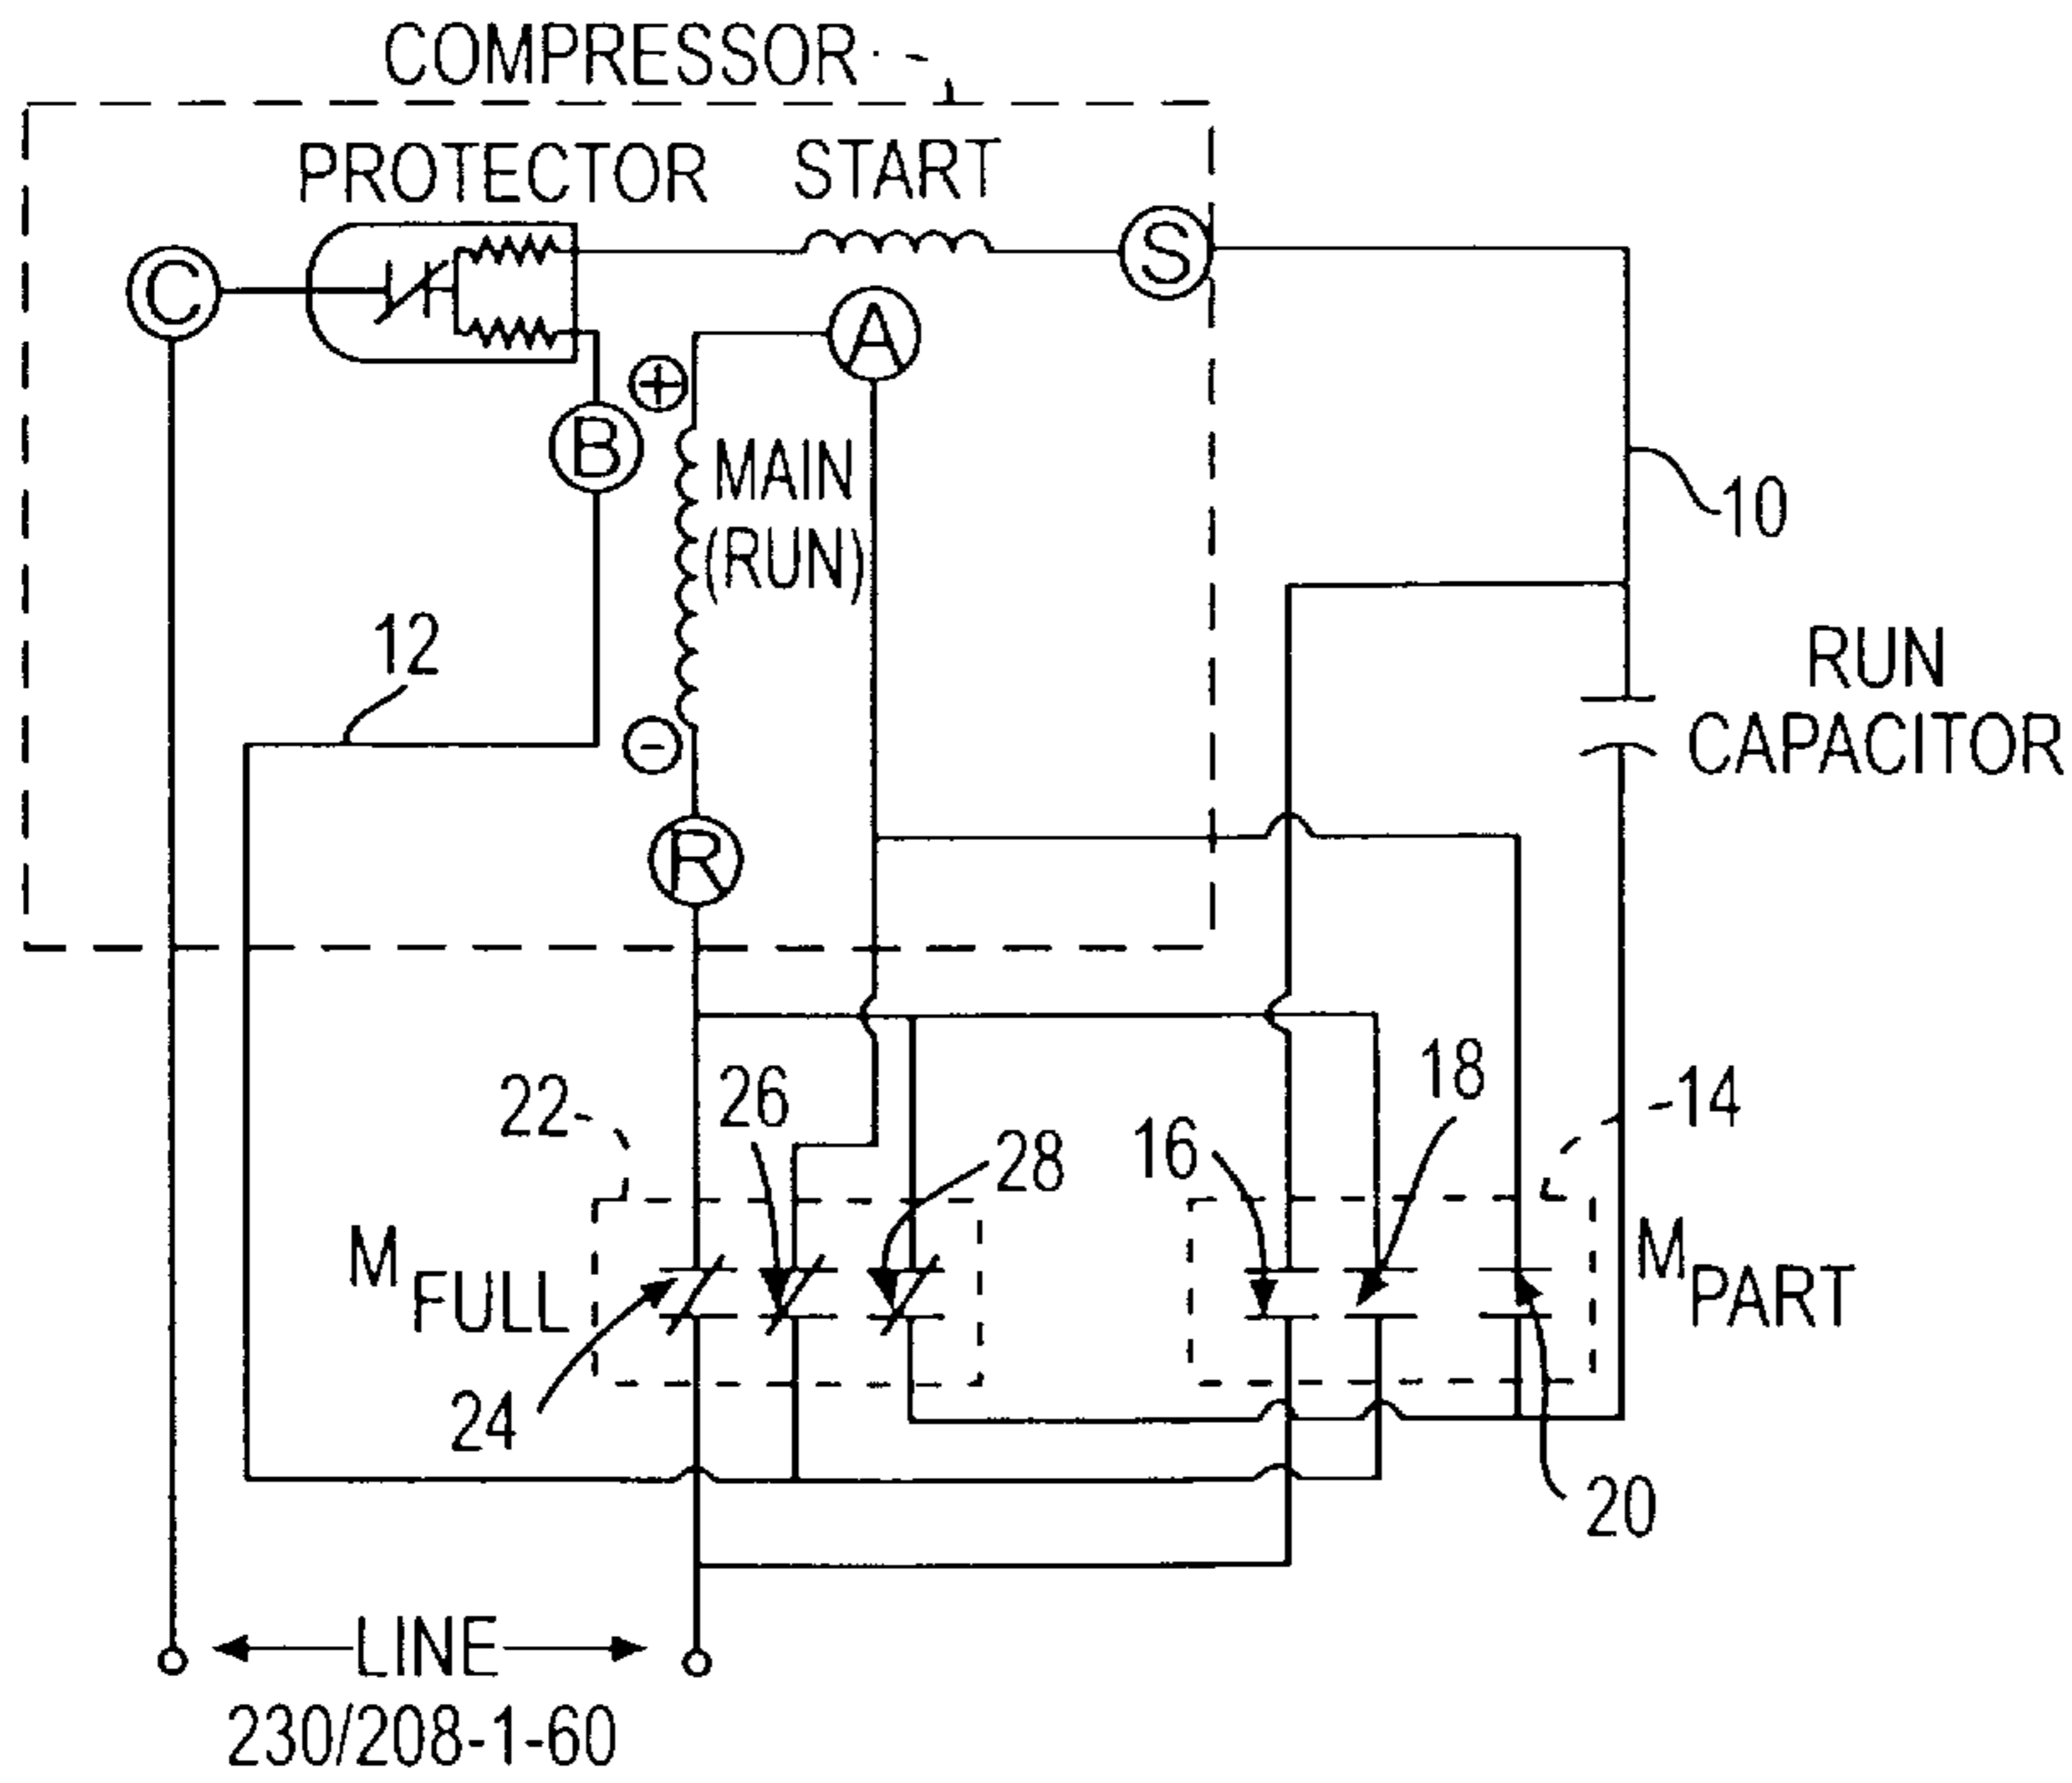 COMPRESSOR
PROTECTOR
START
C
S
A
+
B
MAIN
(RUN)
10
12
RUN
CAPACITOR
-
R
18
22
26
14
28
16
M FULL
M PART
24
20
LINE
230/208-1-60